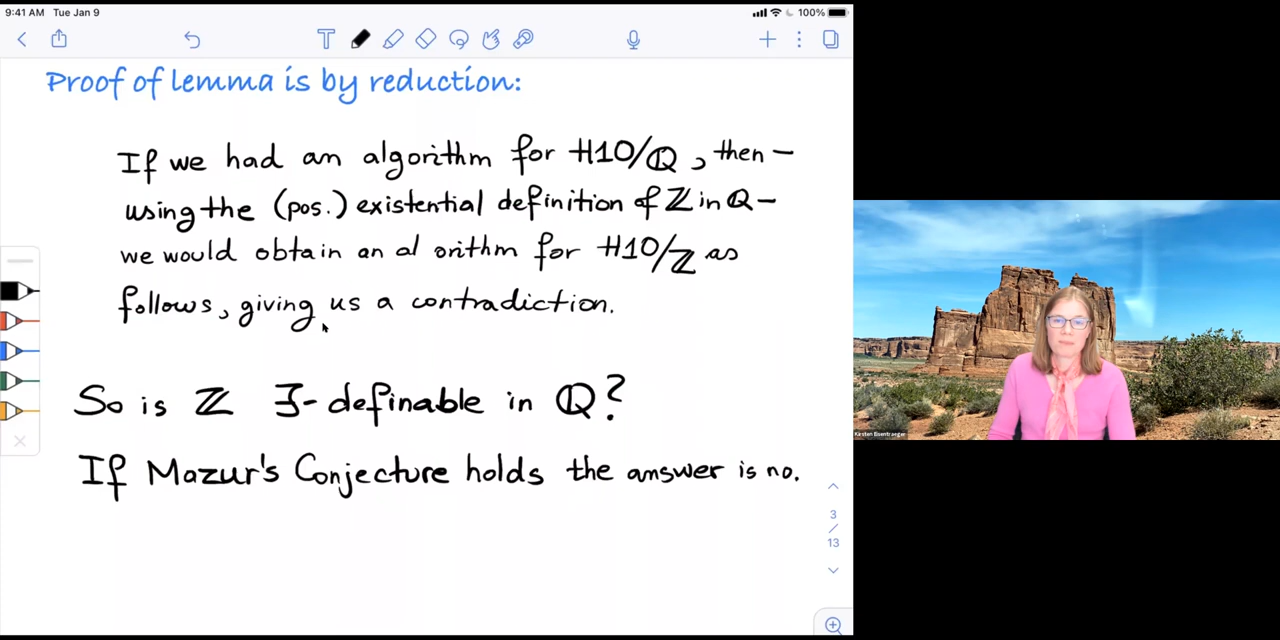 9:41 AM Tue Jan 9
100%
Proof of lemma is by reduction:
If we had an algorithm for H10/ℚ, then –
using the (pos.) existential definition of ℤ in ℚ –
we would obtain an al orithm for H10/ℤ as
follows, giving us a contradiction.
So is ℤ ∃-definable in ℚ?
If Mazur's Conjecture holds the answer is no.
3
/
13
Kirsten Eisentraeger